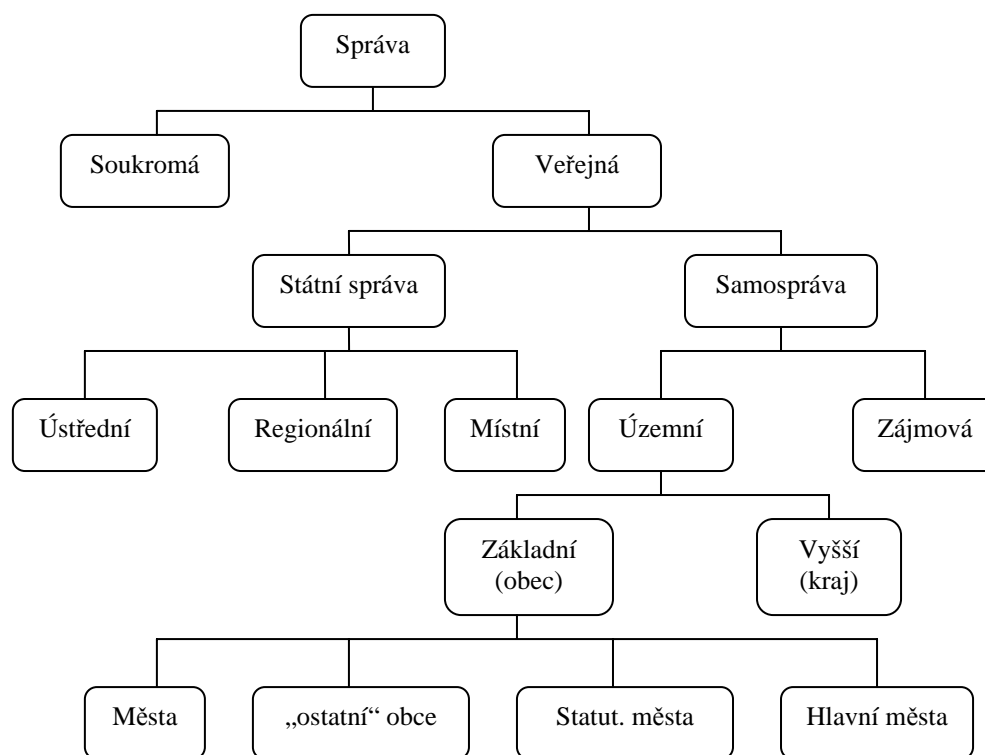 Správa
Soukromá
Veřejná
Státní správa
Samospráva
Ústřední
Regionální
Místní
Územní
Zájmová
Základní
(obec)
Vyšší
(kraj)
Města
„ostatní“ obce
Statut. města
Hlavní města